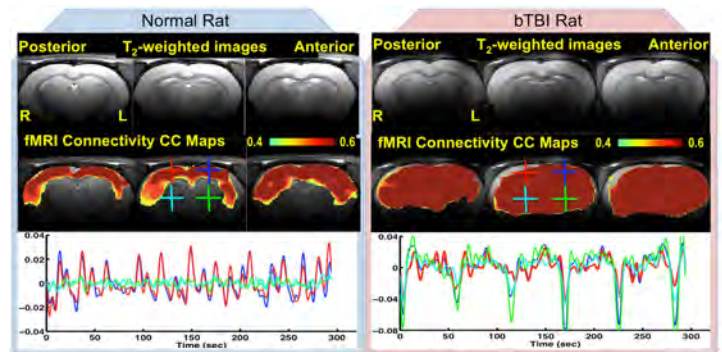 Normal Rat
Posterior T2-weighted images Anterior
R L
fMRI Connectivity CC Maps 0.4 0.6
0.04
0.02
0
-0.02
-0.04
0 50 100 150 200 250 300
Time (sec)
bTBI Rat
Posterior T2-weighted images Anterior
R L
fMRI Connectivity CC Maps 0.4 0.6
0.04
0
-0.04
-0.08
0 50 100 150 200 250 300
Time (sec)